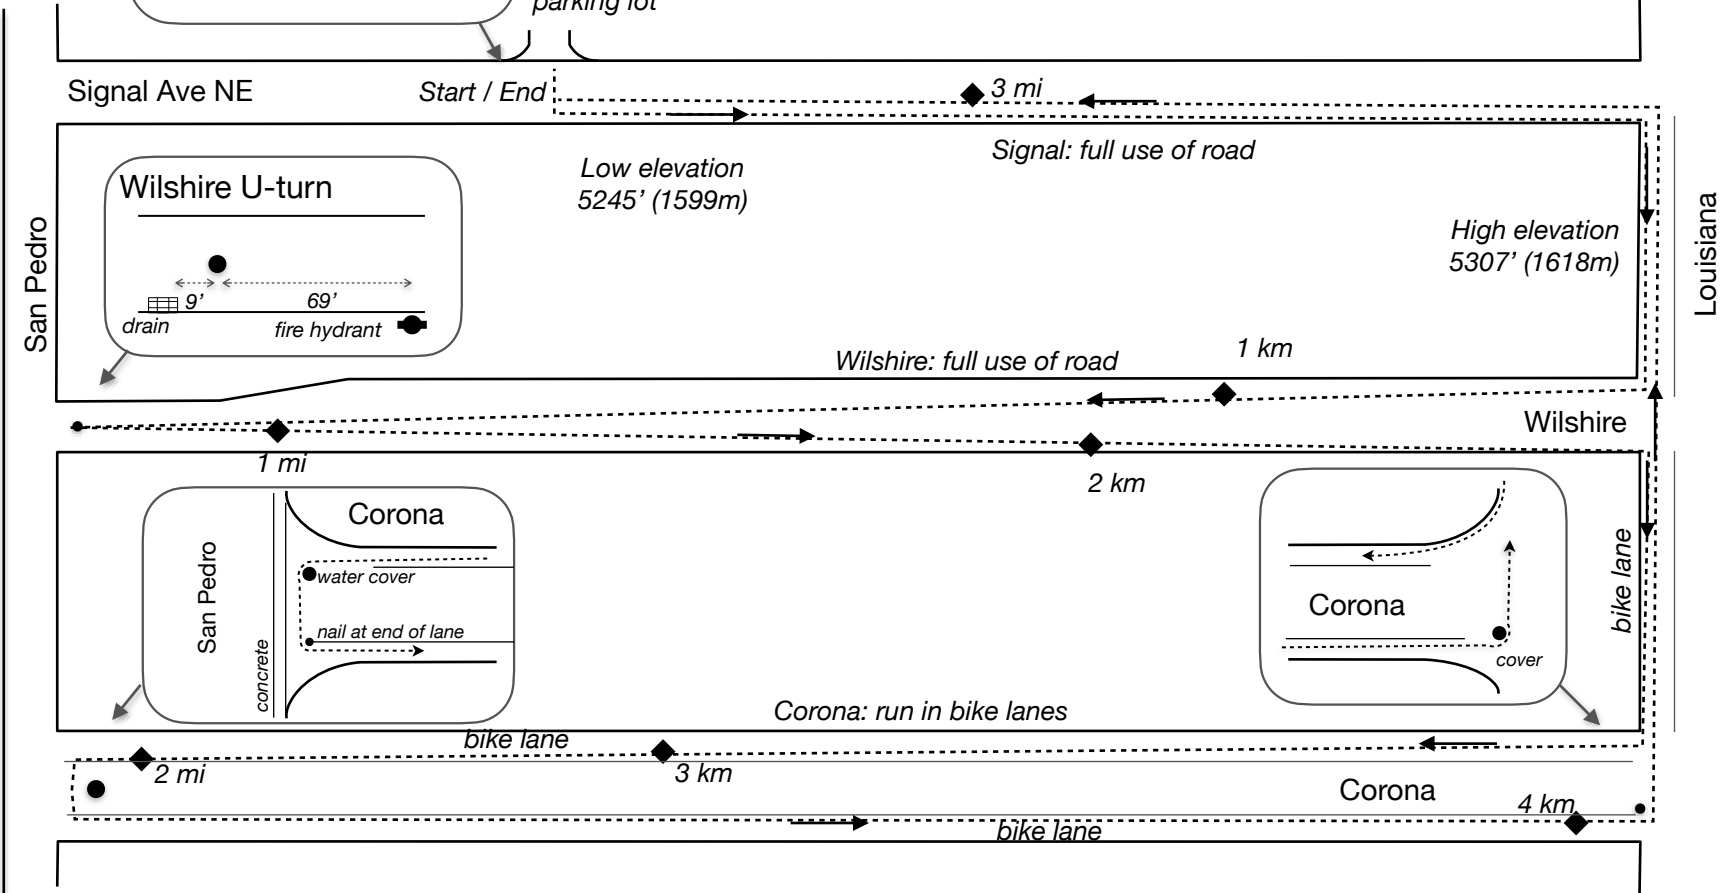 parking lot
Signal Ave NE
Start / End
3 mi
Signal: full use of road
Low elevation
5245’ (1599m)
High elevation
5307’ (1618m)
San Pedro
Louisiana
Wilshire U-turn
9’
69’
drain
fire hydrant
Wilshire: full use of road
1 km
Wilshire
1 mi
2 km
Corona
San Pedro
concrete
water cover
nail at end of lane
Corona
cover
bike lane
Corona: run in bike lanes
bike lane
2 mi
3 km
Corona
4 km
bike lane